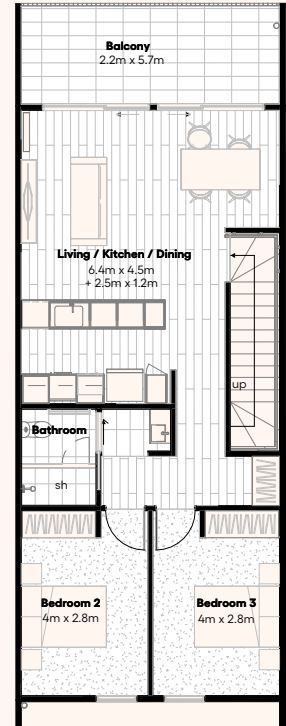 Balcony
2.2m x 5.7m
Living / Kitchen / Dining
6.4m x 4.5m
+ 2.5m x 1.2m
up
Bathroom
sh
Bedroom 2
4m x 2.8m
Bedroom 3
4m x 2.8m